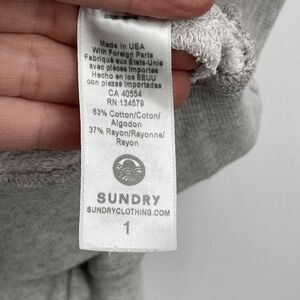 Made in USA
With Foreign Parts
Fabriqué aux États-Unis
avec pièces importées
Hecho en los EEUU
con piezas importadas
CA 40554
RN 134579
63% Cotton/Coton/
Algodon
37% Rayon/Rayonne/
Rayon
SUNDRY
SUNDRYCLOTHING.COM
1